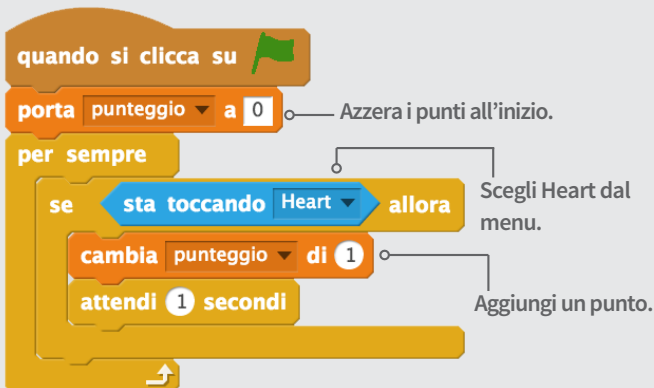 quando si clicca su
porta punteggio a 0
Azzera i punti all'inizio.
per sempre
se sta toccando Heart allora
Scegli Heart dal
menu.
cambia punteggio di 1
attendi 1 secondi
Aggiungi un punto.